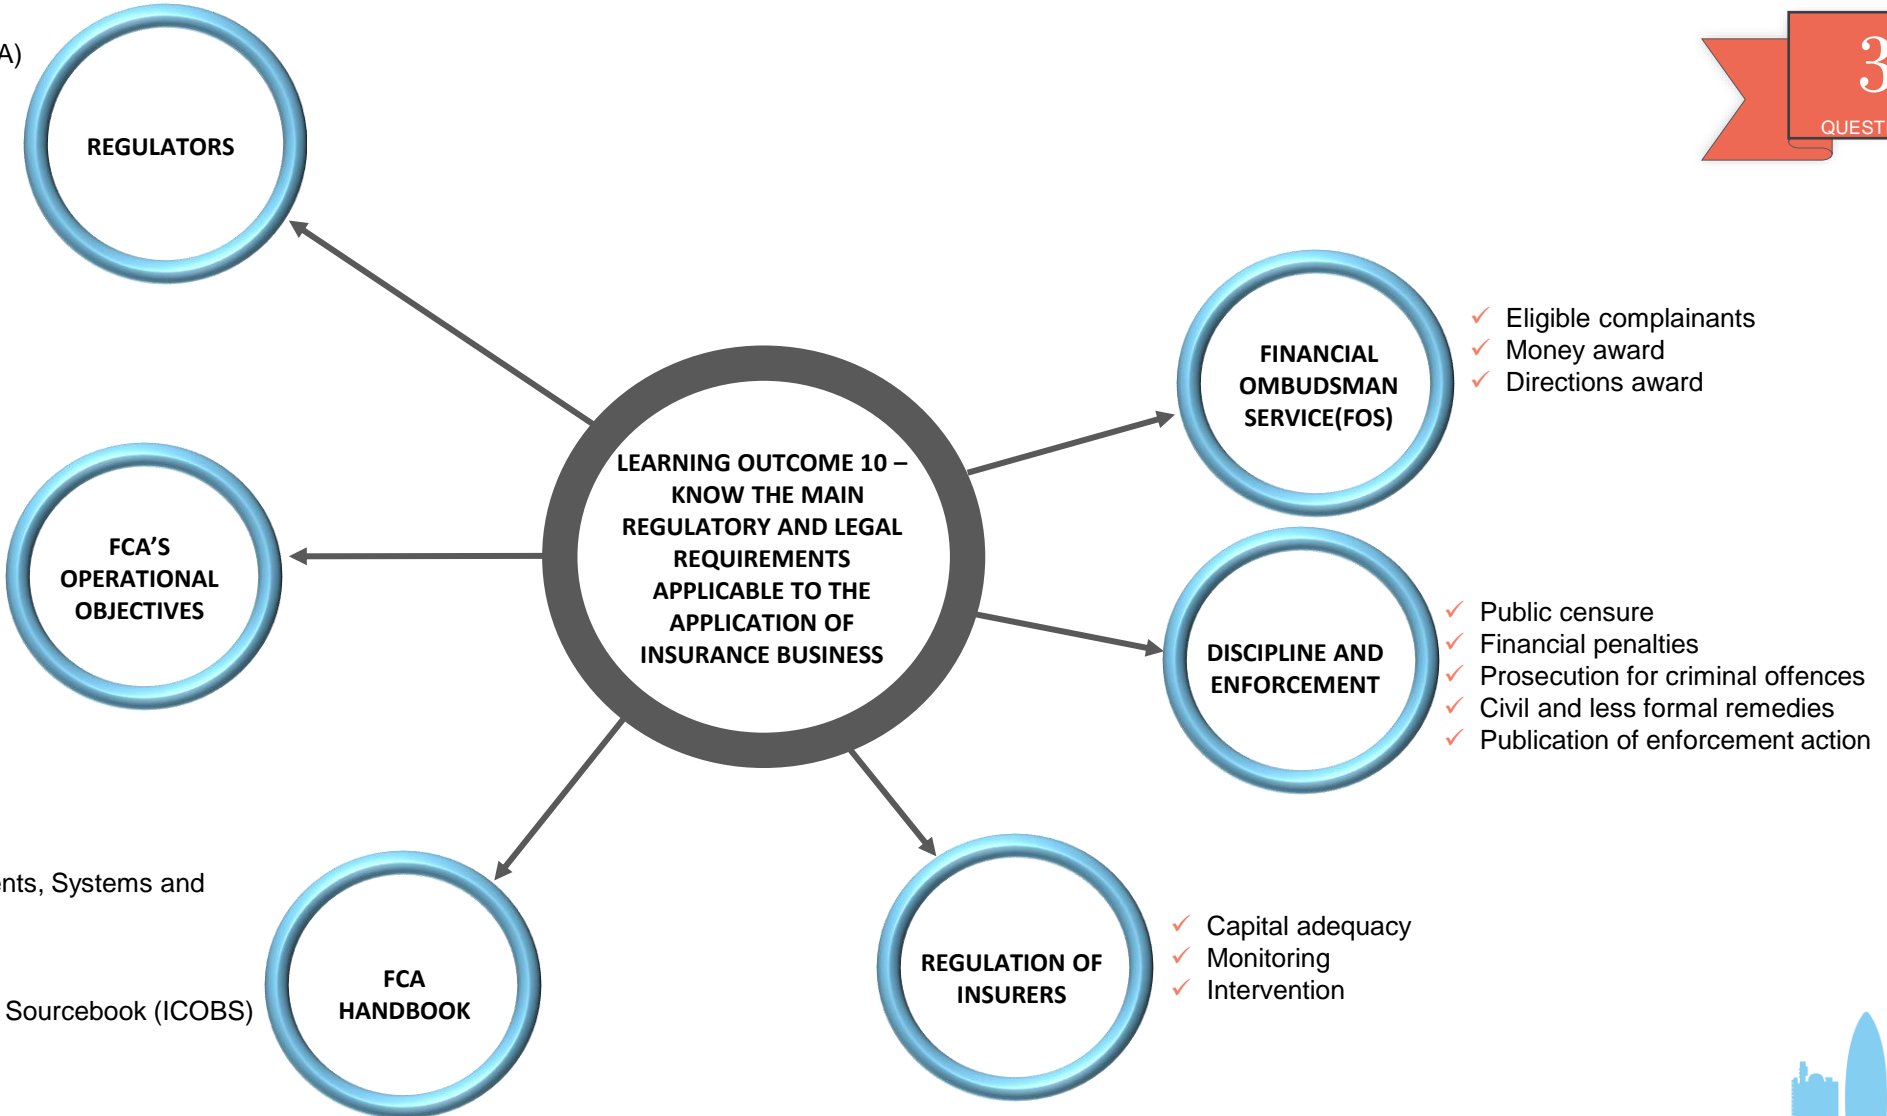 A)
REGULATORS
3
QUEST
FINANCIAL
OMBUDSMAN
SERVICE(FOS)
✓ Eligible complainants
✓ Money award
✓ Directions award
LEARNING OUTCOME 10 –
KNOW THE MAIN
REGULATORY AND LEGAL
REQUIREMENTS
APPLICABLE TO THE
APPLICATION OF
INSURANCE BUSINESS
FCA'S
OPERATIONAL
OBJECTIVES
DISCIPLINE AND
ENFORCEMENT
✓ Public censure
✓ Financial penalties
✓ Prosecution for criminal offences
✓ Civil and less formal remedies
✓ Publication of enforcement action
ents, Systems and
Sourcebook (ICOBS)
FCA
HANDBOOK
REGULATION OF
INSURERS
✓ Capital adequacy
✓ Monitoring
✓ Intervention